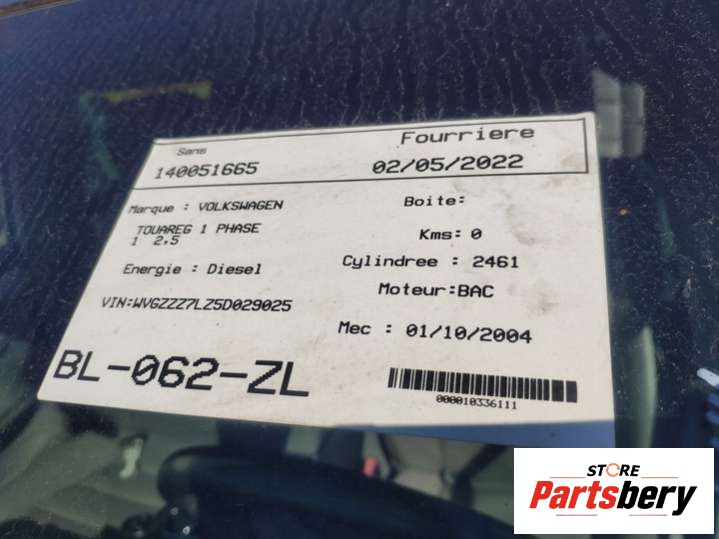 Sans
Fourriere
140051665
02/05/2022
Marque : VOLKSWAGEN
Boite:
TOUAREG 1 PHASE
1 2,5
Kms: 0
Cylindree : 2461
Energie : Diesel
Moteur:BAC
VIN:WVGZZZ7LZ5D029025
Mec : 01/10/2004
BL-062-ZL
000010336111
STORE
Partsbery